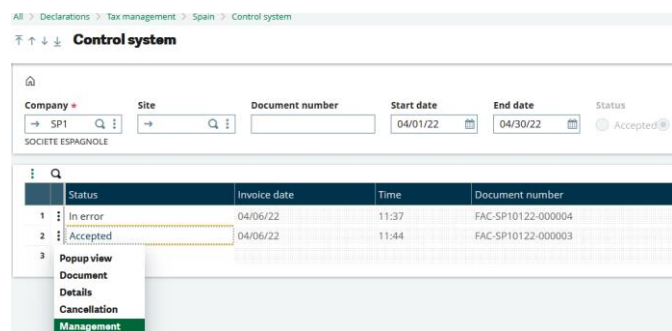 All > Declarations > Tax management > Spain > Control system
Control system
Company * Site Document number Start date End date Status
SP1 04/01/22 04/30/22 Accepted
SOCIETE ESPAGNOLE
Status Invoice date Time Document number
1 In error 04/06/22 11:37 FAC-SP10122-000004
2 Accepted 04/06/22 11:44 FAC-SP10122-000003
3
Popup view
Document
Details
Cancellation
Management